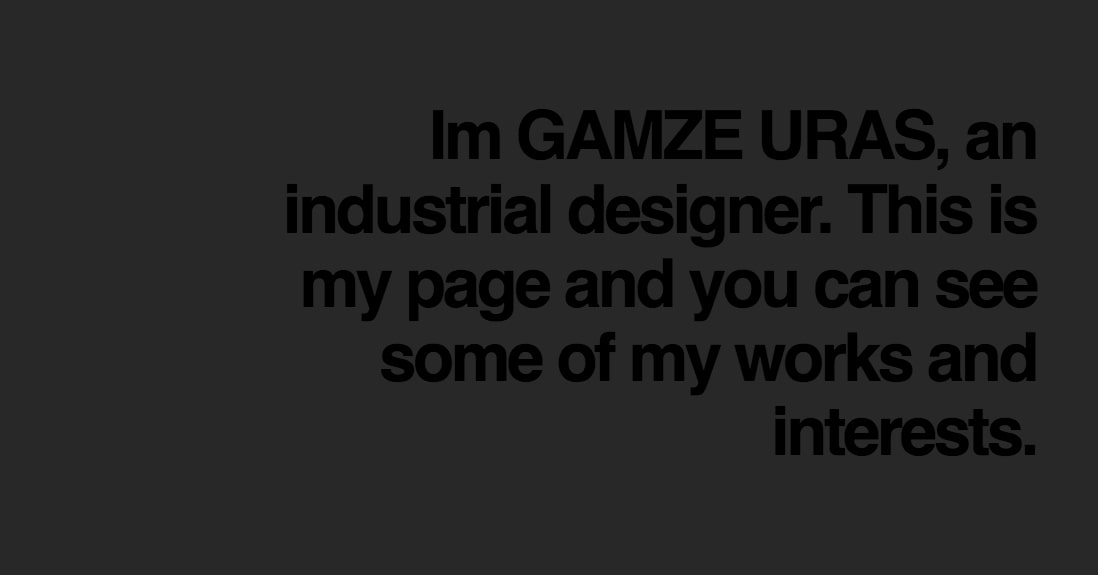 Im GAMZE URAS, an
industrial designer. This is
my page and you can see
some of my works and
interests.